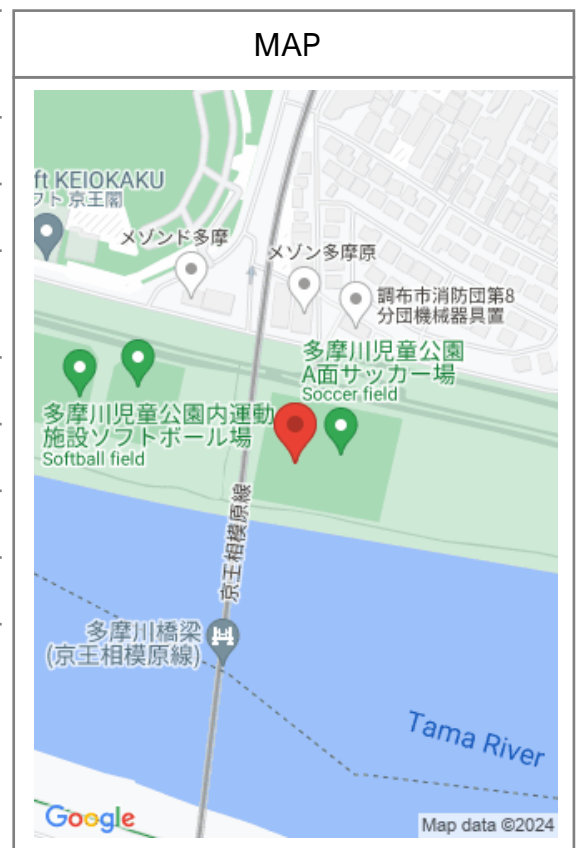 MAP
ft KEIOKAKU
フト京王閣
メゾンド多摩
メゾン多摩原
調布市消防団第8
分団機械器具置
多摩川児童公園
A面サッカー場
Soccer field
多摩川児童公園内運動
施設ソフトボール場
Softball field
京王相模原線
多摩川橋梁
(京王相模原線)
Tama River
Google
Map data ©2024